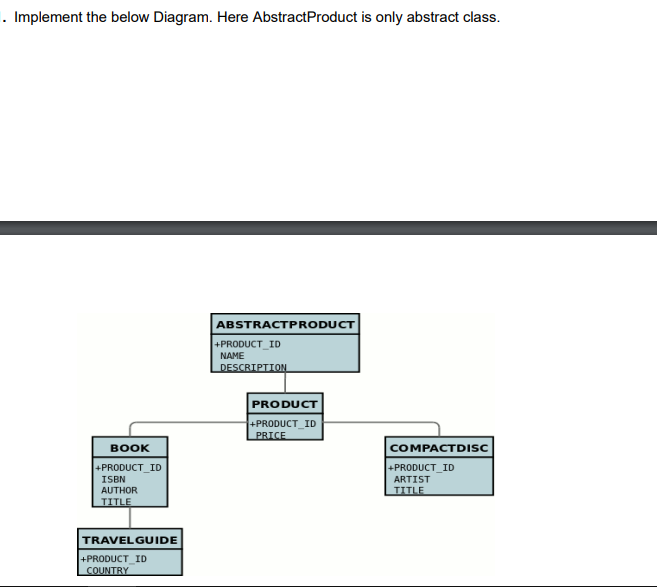 . Implement the below Diagram. Here AbstractProduct is only abstract class.
ABSTRACTPRODUCT
+PRODUCT_ID
NAME
DESCRIPTION
PRODUCT
+PRODUCT_ID
PRICE
BOOK
+PRODUCT_ID
ISBN
AUTHOR
TITLE
COMPACTDISC
+PRODUCT_ID
ARTIST
TITLE
TRAVELGUIDE
+PRODUCT_ID
COUNTRY